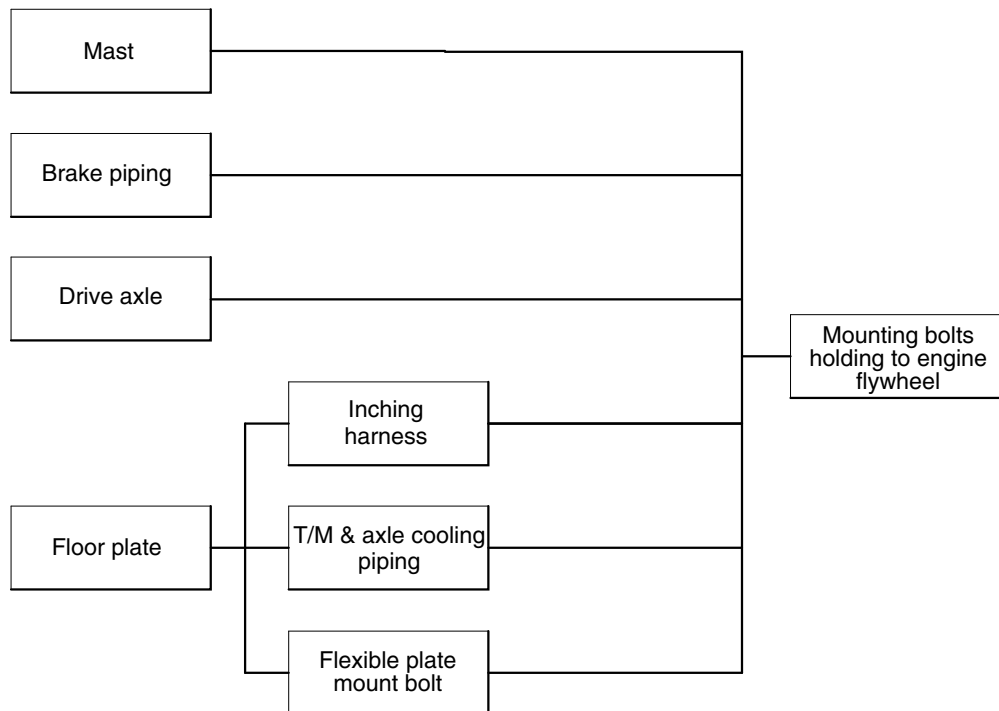 Mast
Brake piping
Drive axle
Mounting bolts
holding to engine
flywheel
Inching
harness
Floor plate
T/M & axle cooling
piping
Flexible plate
mount bolt